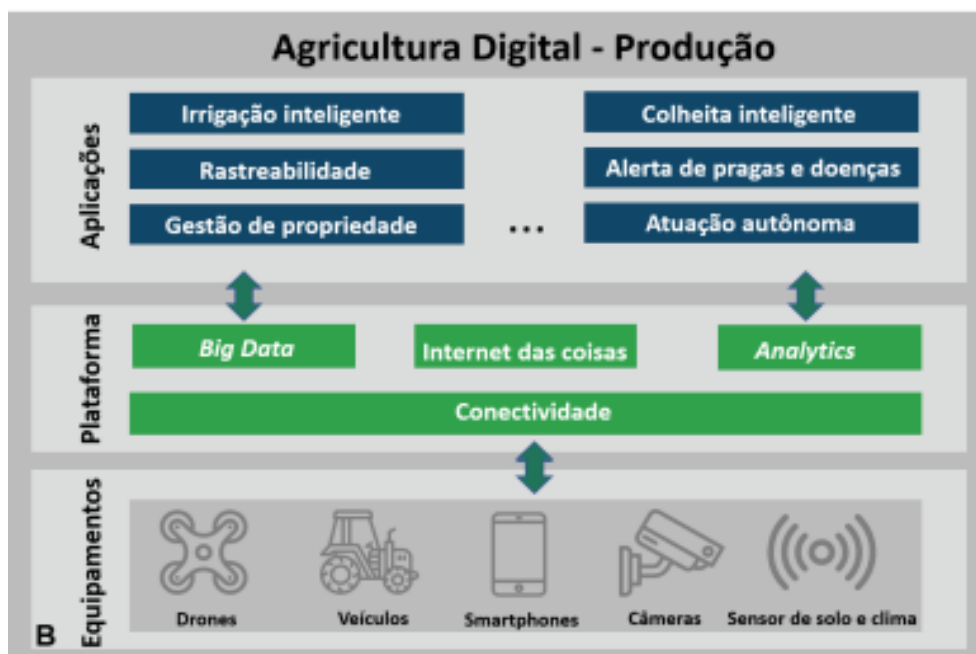 Agricultura Digital - Produção
Aplicações
Irrigação inteligente
Colheita inteligente
Rastreabilidade
Alerta de pragas e doenças
Gestão de propriedade
...
Atuação autônoma
Plataforma
Big Data
Internet das coisas
Analytics
Conectividade
Equipamentos
Drones
Veículos
Smartphones
Câmeras
Sensor de solo e clima
B